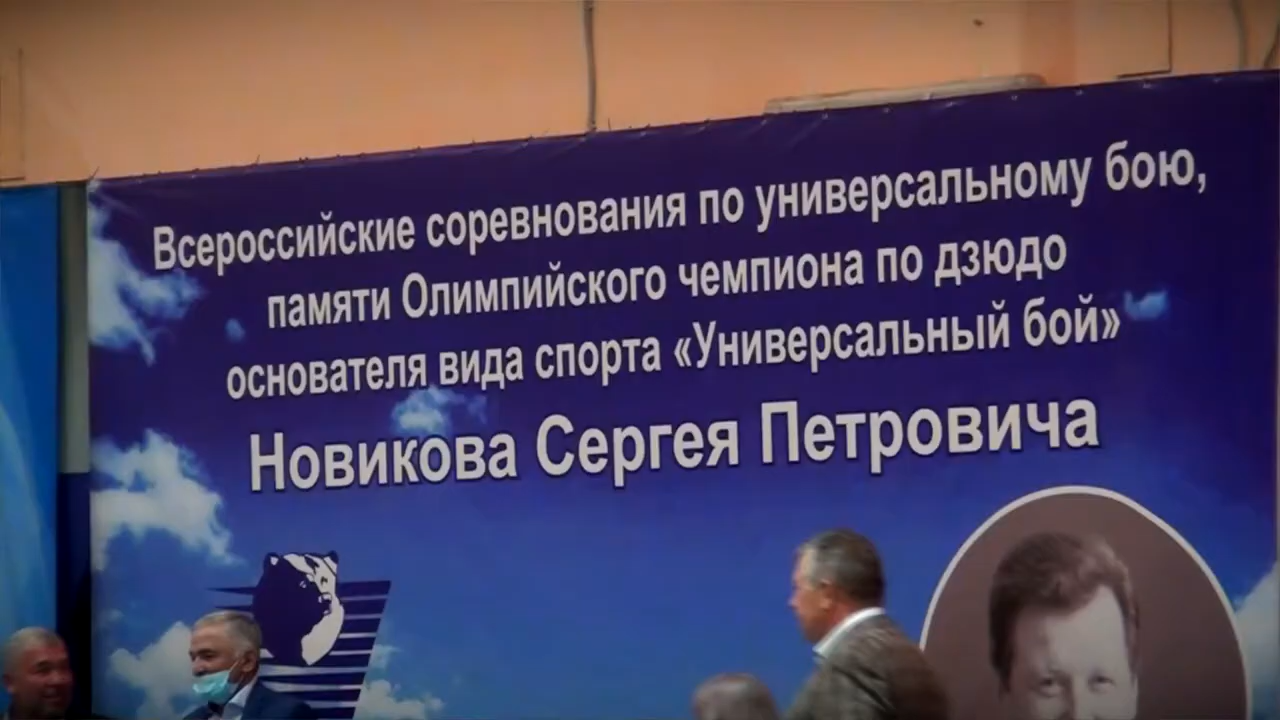 Всероссийские соревнования по универсальному бою,
памяти Олимпийского чемпиона по дзюдо
основателя вида спорта «Универсальный бой»
Новикова Сергея Петровича